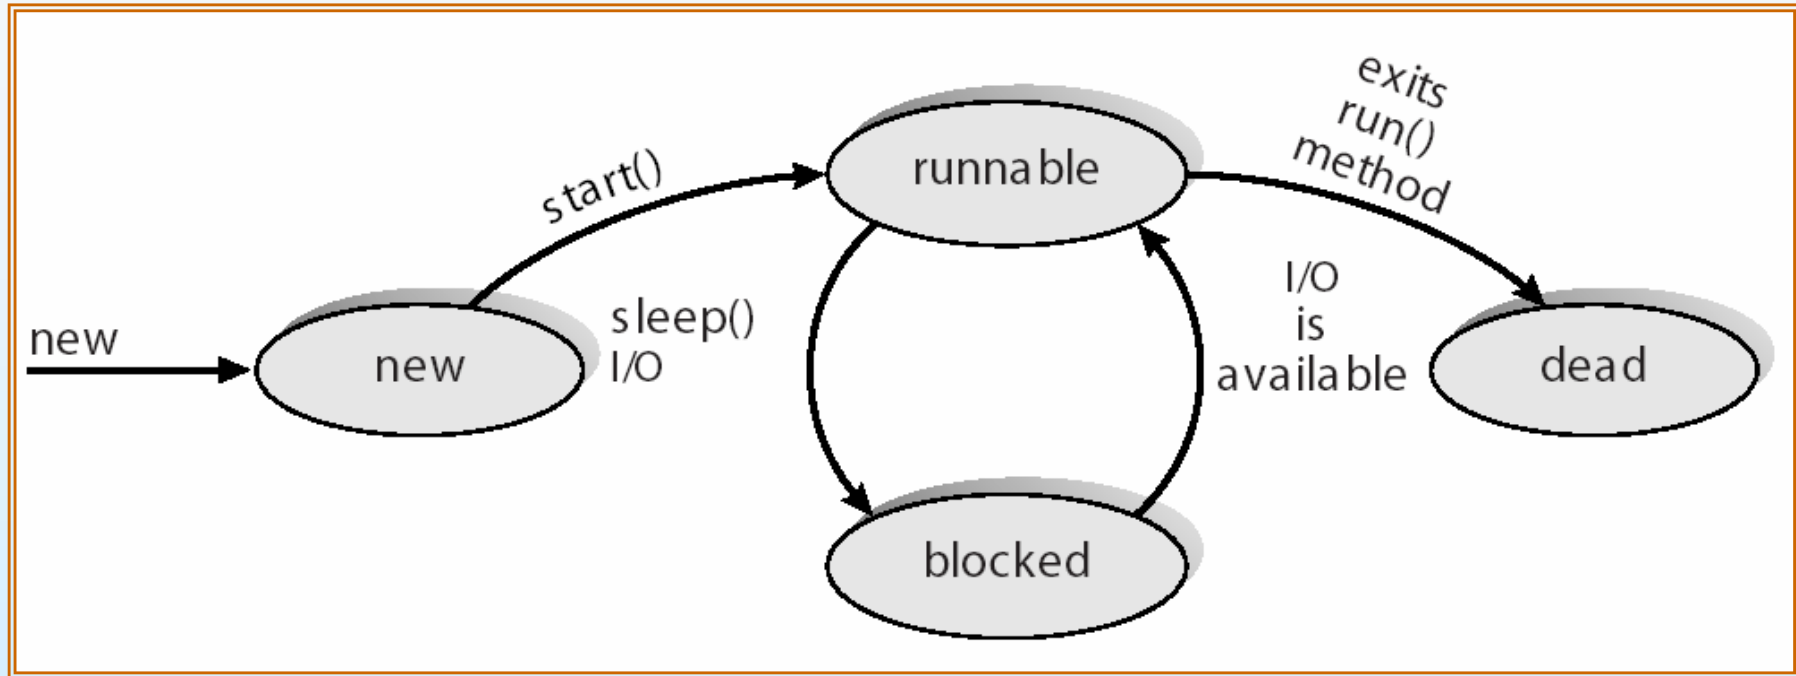 new
new
start()
sleep()
I/O
runnable
blocked
I/O
is
available
exits
run()
method
dead